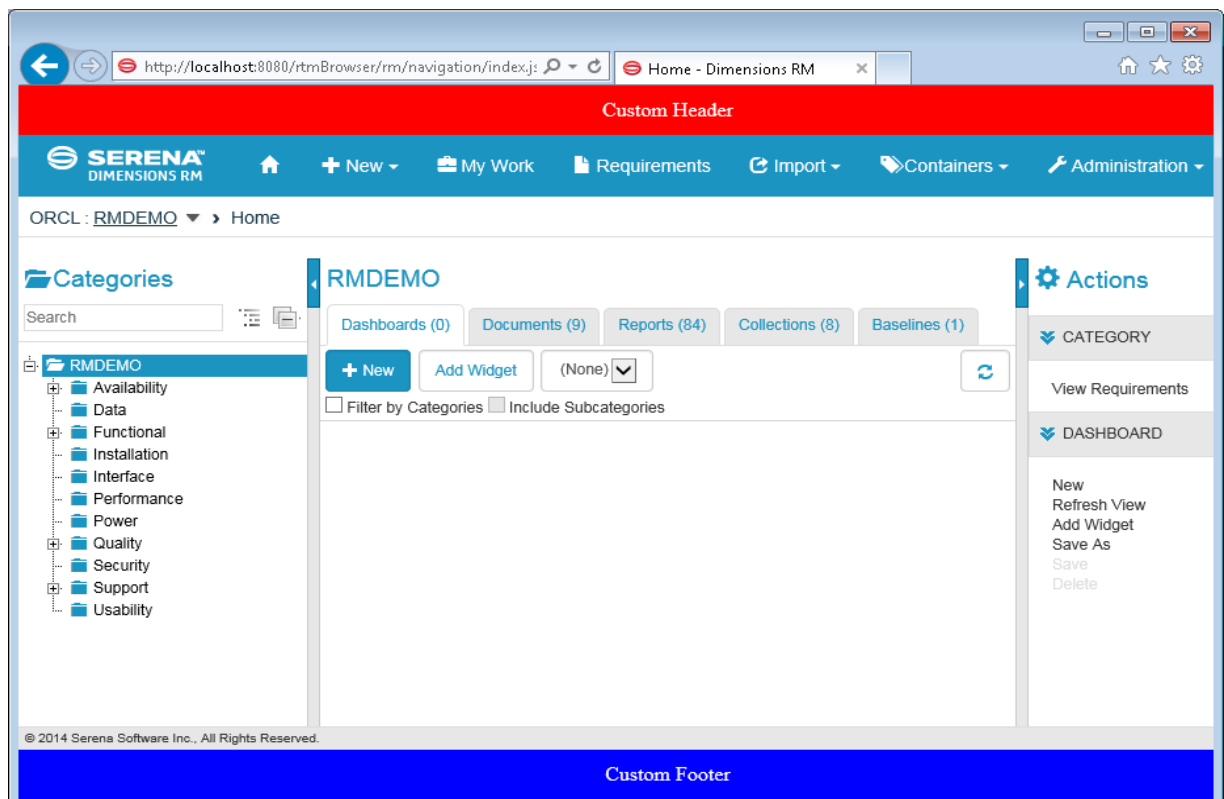 http://localhost:8080/rtmBrowser/rm/navigation/index.js
Home - Dimensions RM
Custom Header
SERENA™
DIMENSIONS RM
New
My Work
Requirements
Import
Containers
Administration
ORCL : RMDEMO › Home
Categories
Search
RMDEMO
Availability
Data
Functional
Installation
Interface
Performance
Power
Quality
Security
Support
Usability
RMDEMO
Dashboards (0)
Documents (9)
Reports (84)
Collections (8)
Baselines (1)
New
Add Widget
(None)
Filter by Categories
Include Subcategories
Actions
CATEGORY
View Requirements
DASHBOARD
New
Refresh View
Add Widget
Save As
Save
Delete
© 2014 Serena Software Inc., All Rights Reserved.
Custom Footer